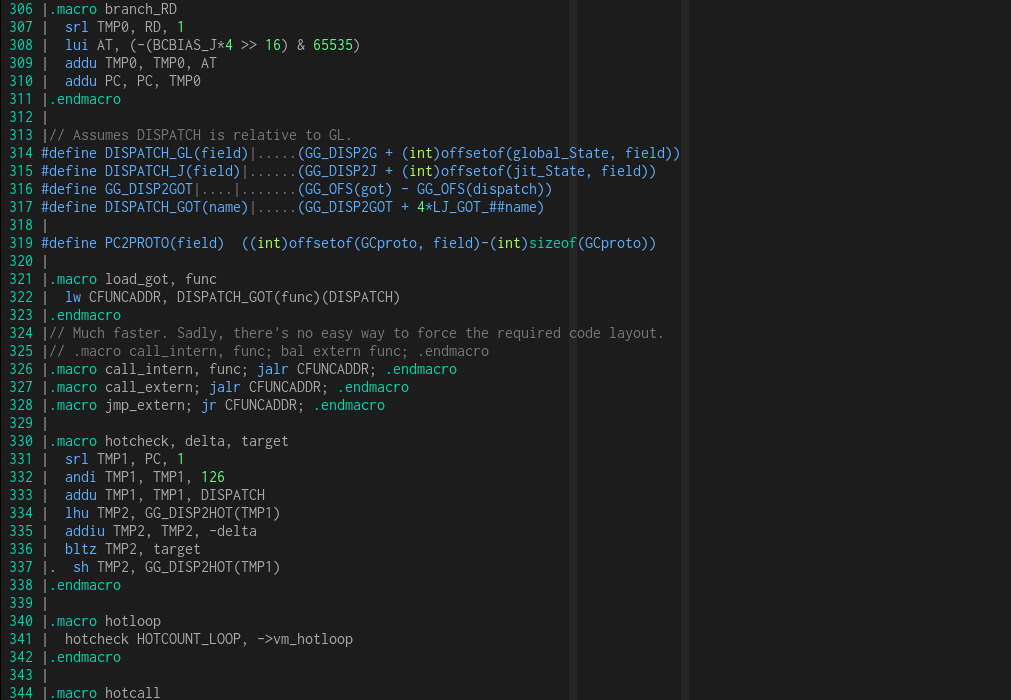 306 |.macro branch_RD
307 |  srl TMP0, RD, 1
308 |  lui AT, (-(BCBIAS_J*4 >> 16) & 65535)
309 |  addu TMP0, TMP0, AT
310 |  addu PC, PC, TMP0
311 |.endmacro
312 |
313 |// Assumes DISPATCH is relative to GL.
314 #define DISPATCH_GL(field)|.....(GG_DISP2G + (int)offsetof(global_State, field))
315 #define DISPATCH_J(field)|......(GG_DISP2J + (int)offsetof(jit_State, field))
316 #define GG_DISP2GOT|....|.......(GG_OFS(got) - GG_OFS(dispatch))
317 #define DISPATCH_GOT(name)|.....(GG_DISP2GOT + 4*LJ_GOT_##name)
318 |
319 #define PC2PROTO(field)  ((int)offsetof(GCproto, field)-(int)sizeof(GCproto))
320 |
321 |.macro load_got, func
322 |  lw CFUNCADDR, DISPATCH_GOT(func)(DISPATCH)
323 |.endmacro
324 |// Much faster. Sadly, there's no easy way to force the required code layout.
325 |// .macro call_intern, func; bal extern func; .endmacro
326 |.macro call_intern, func; jalr CFUNCADDR; .endmacro
327 |.macro call_extern; jalr CFUNCADDR; .endmacro
328 |.macro jmp_extern; jr CFUNCADDR; .endmacro
329 |
330 |.macro hotcheck, delta, target
331 |  srl TMP1, PC, 1
332 |  andi TMP1, TMP1, 126
333 |  addu TMP1, TMP1, DISPATCH
334 |  lhu TMP2, GG_DISP2HOT(TMP1)
335 |  addiu TMP2, TMP2, -delta
336 |  bltz TMP2, target
337 |.  sh TMP2, GG_DISP2HOT(TMP1)
338 |.endmacro
339 |
340 |.macro hotloop
341 |  hotcheck HOTCOUNT_LOOP, ->vm_hotloop
342 |.endmacro
343 |
344 |.macro hotcall